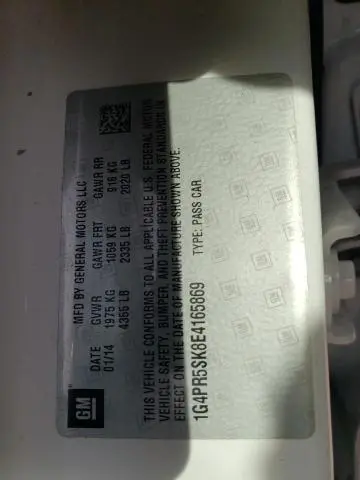 GM
MFD BY GENERAL MOTORS LLC
DATE GVWR GAWR FRT GAWR RR
01/14 1975 KG 1059 KG 916 KG
4355 LB 2335 LB 2020 LB
THIS VEHICLE CONFORMS TO ALL APPLICABLE U.S. FEDERAL MOTOR
VEHICLE SAFETY, BUMPER, AND THEFT PREVENTION STANDARDS IN
EFFECT ON THE DATE OF MANUFACTURE SHOWN ABOVE.
1G4PR5SK8E4165869 TYPE: PASS CAR